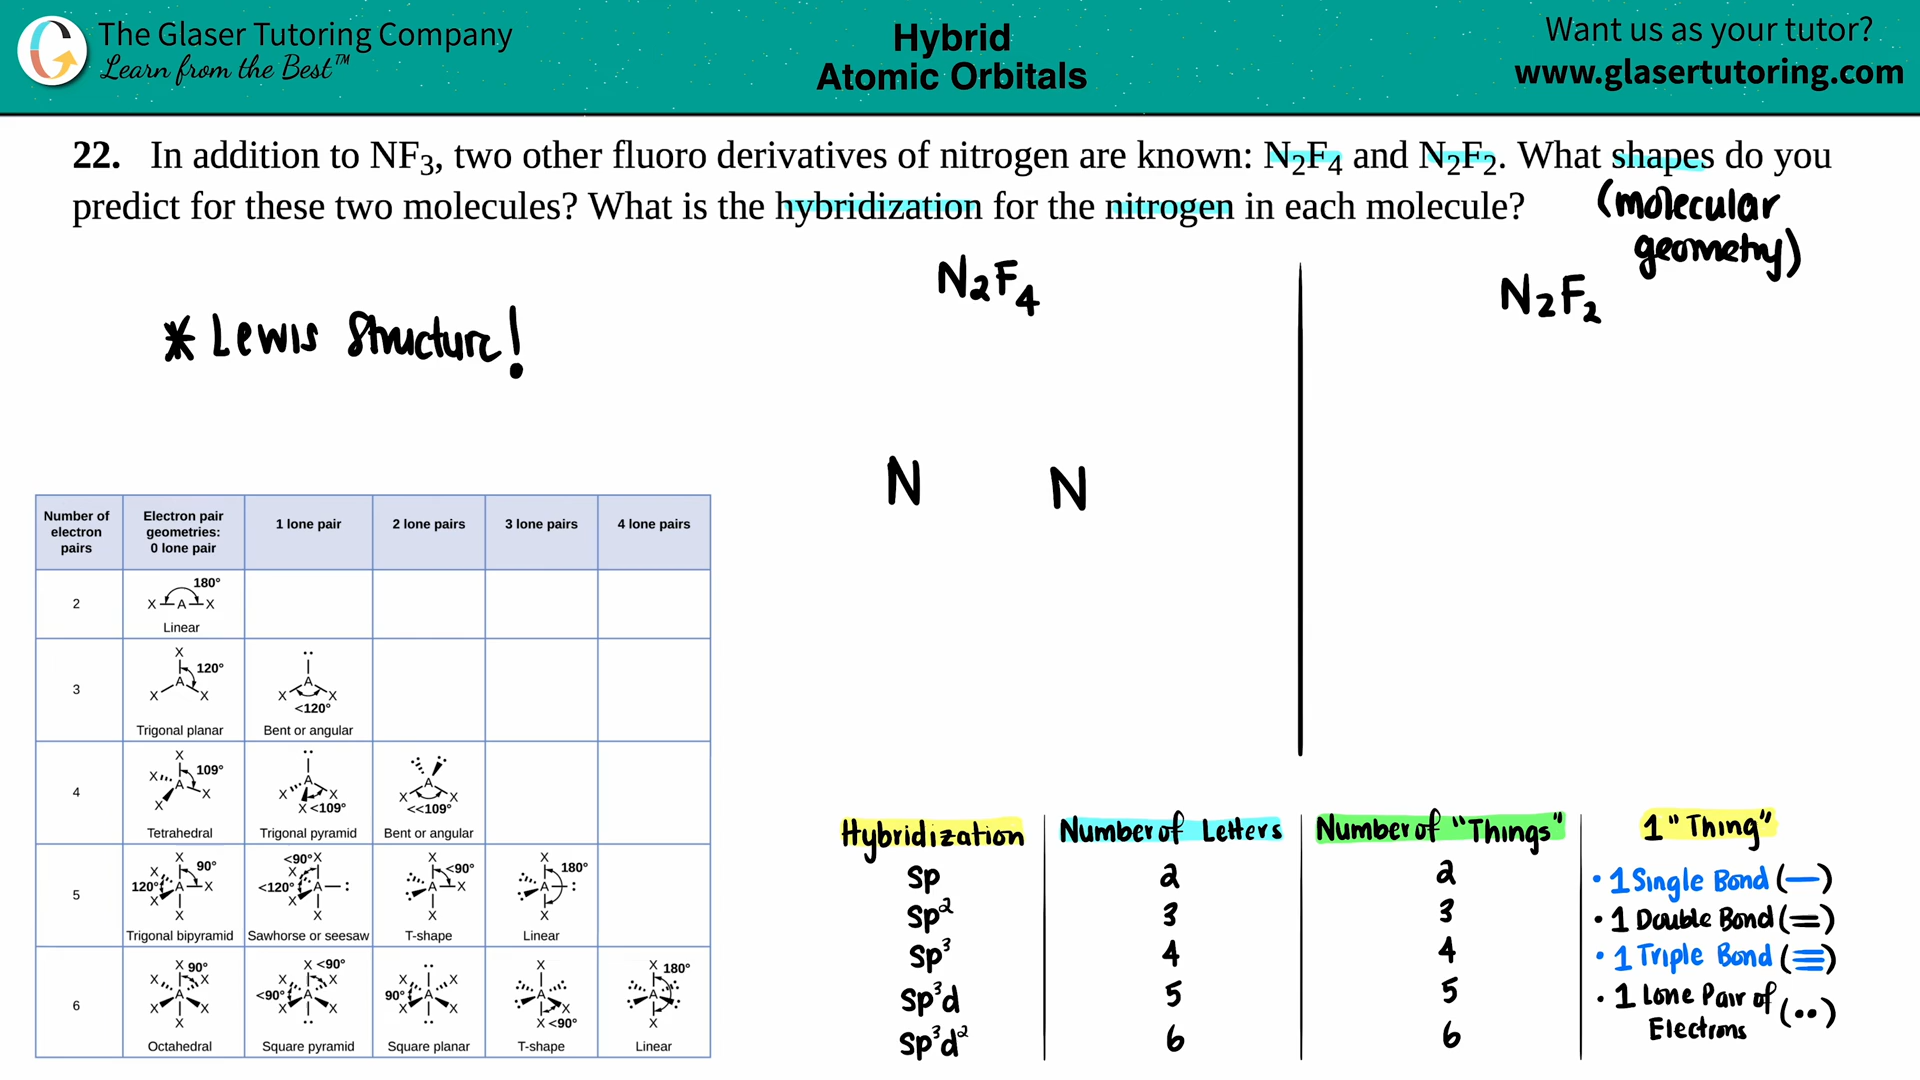 The Glaser Tutoring Company
Learn from the Best™
Hybrid
Atomic Orbitals
Want us as your tutor?
www.glasertutoring.com
22. In addition to NF₃, two other fluoro derivatives of nitrogen are known: N₂F₄ and N₂F₂. What shapes do you
predict for these two molecules? What is the hybridization for the nitrogen in each molecule?
(molecular
geometry)
* Lewis Structure!
N₂F₄
N₂F₂
N N
Number of electron pairs | Electron pair geometries: 0 lone pair | 1 lone pair | 2 lone pairs | 3 lone pairs | 4 lone pairs
2
180°
X A X
Linear
3
X 120° A X X
Trigonal planar
A X X <120°
Bent or angular
4
X X 109° A X X
Tetrahedral
A X X X <109°
Trigonal pyramid
A X X <<109°
Bent or angular
5
X 90° X 120° A X X X
Trigonal bipyramid
<90° X X <120° A X X
Sawhorse or seesaw
X <90° A X X
T-shape
X 180° A X
Linear
6
X 90° X X A X X X
Octahedral
X <90° X X <90° A X X
Square pyramid
X X 90° A X X
Square planar
X A X X <90°
T-shape
X 180° A X
Linear
Hybridization | Number of Letters | Number of "Things" | 1 "Thing"
sp 2 2
sp² 3 3
sp³ 4 4
sp³d 5 5
sp³d² 6 6
• 1 Single Bond (—)
• 1 Double Bond (=)
• 1 Triple Bond (≡)
• 1 Lone Pair of
Electrons (••)